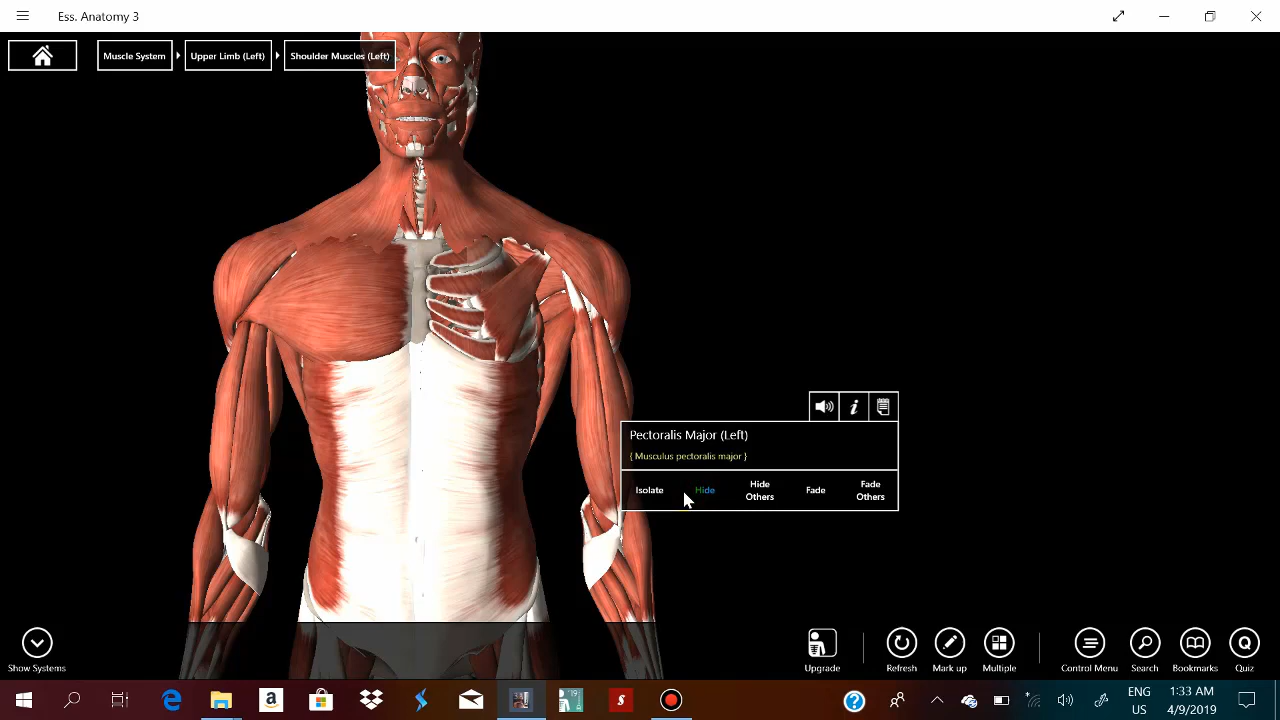 Ess. Anatomy 3
Muscle System
Upper Limb (Left)
Shoulder Muscles (Left)
Pectoralis Major (Left)
{ Musculus pectoralis major }
Isolate
Hide
Hide
Others
Fade
Fade
Others
Show Systems
Upgrade
Refresh
Mark up
Multiple
Control Menu
Search
Bookmarks
Quiz
ENG
US
1:33 AM
4/9/2019